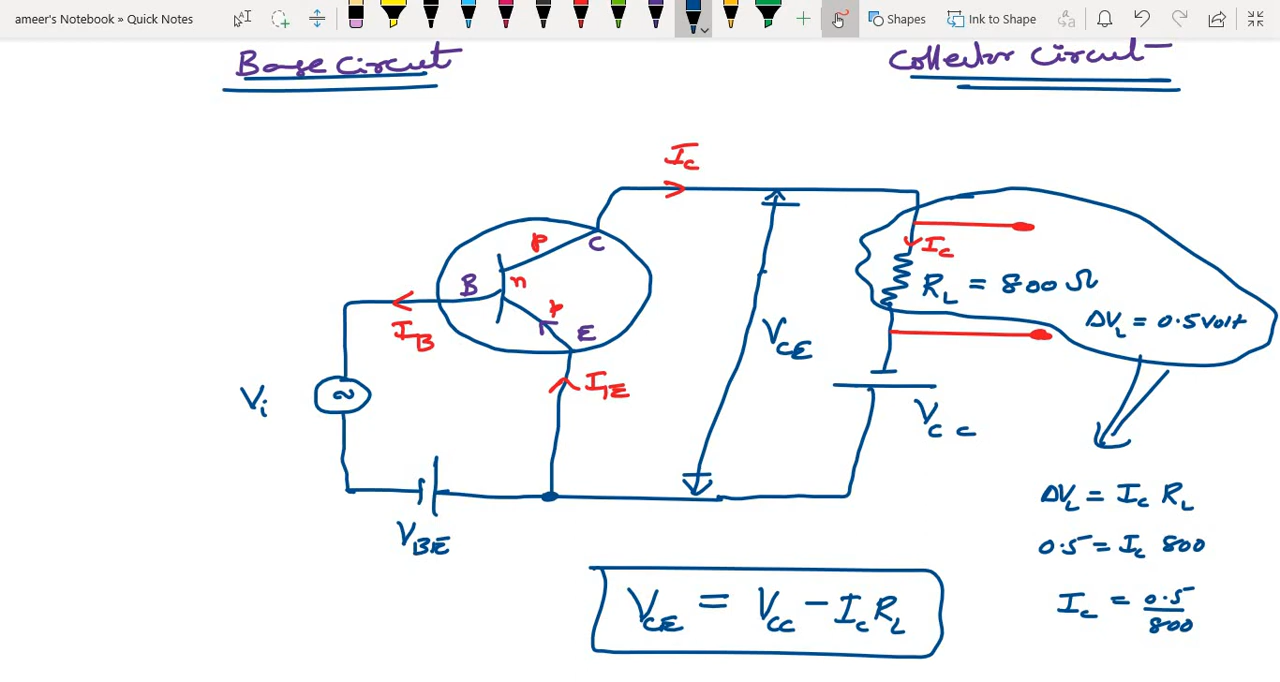 ameer's Notebook » Quick Notes
Shapes
Ink to Shape
Base Circuit
Collector Circuit
Ic
p
C
B
n
p
E
IB
IE
Vi
VBE
VCE
Ic
RL = 800 Ω
ΔVL = 0.5 volt
VCC
ΔVL = Ic RL
0.5 = Ic 800
Ic = 0.5/800
VCE = VCC - Ic RL